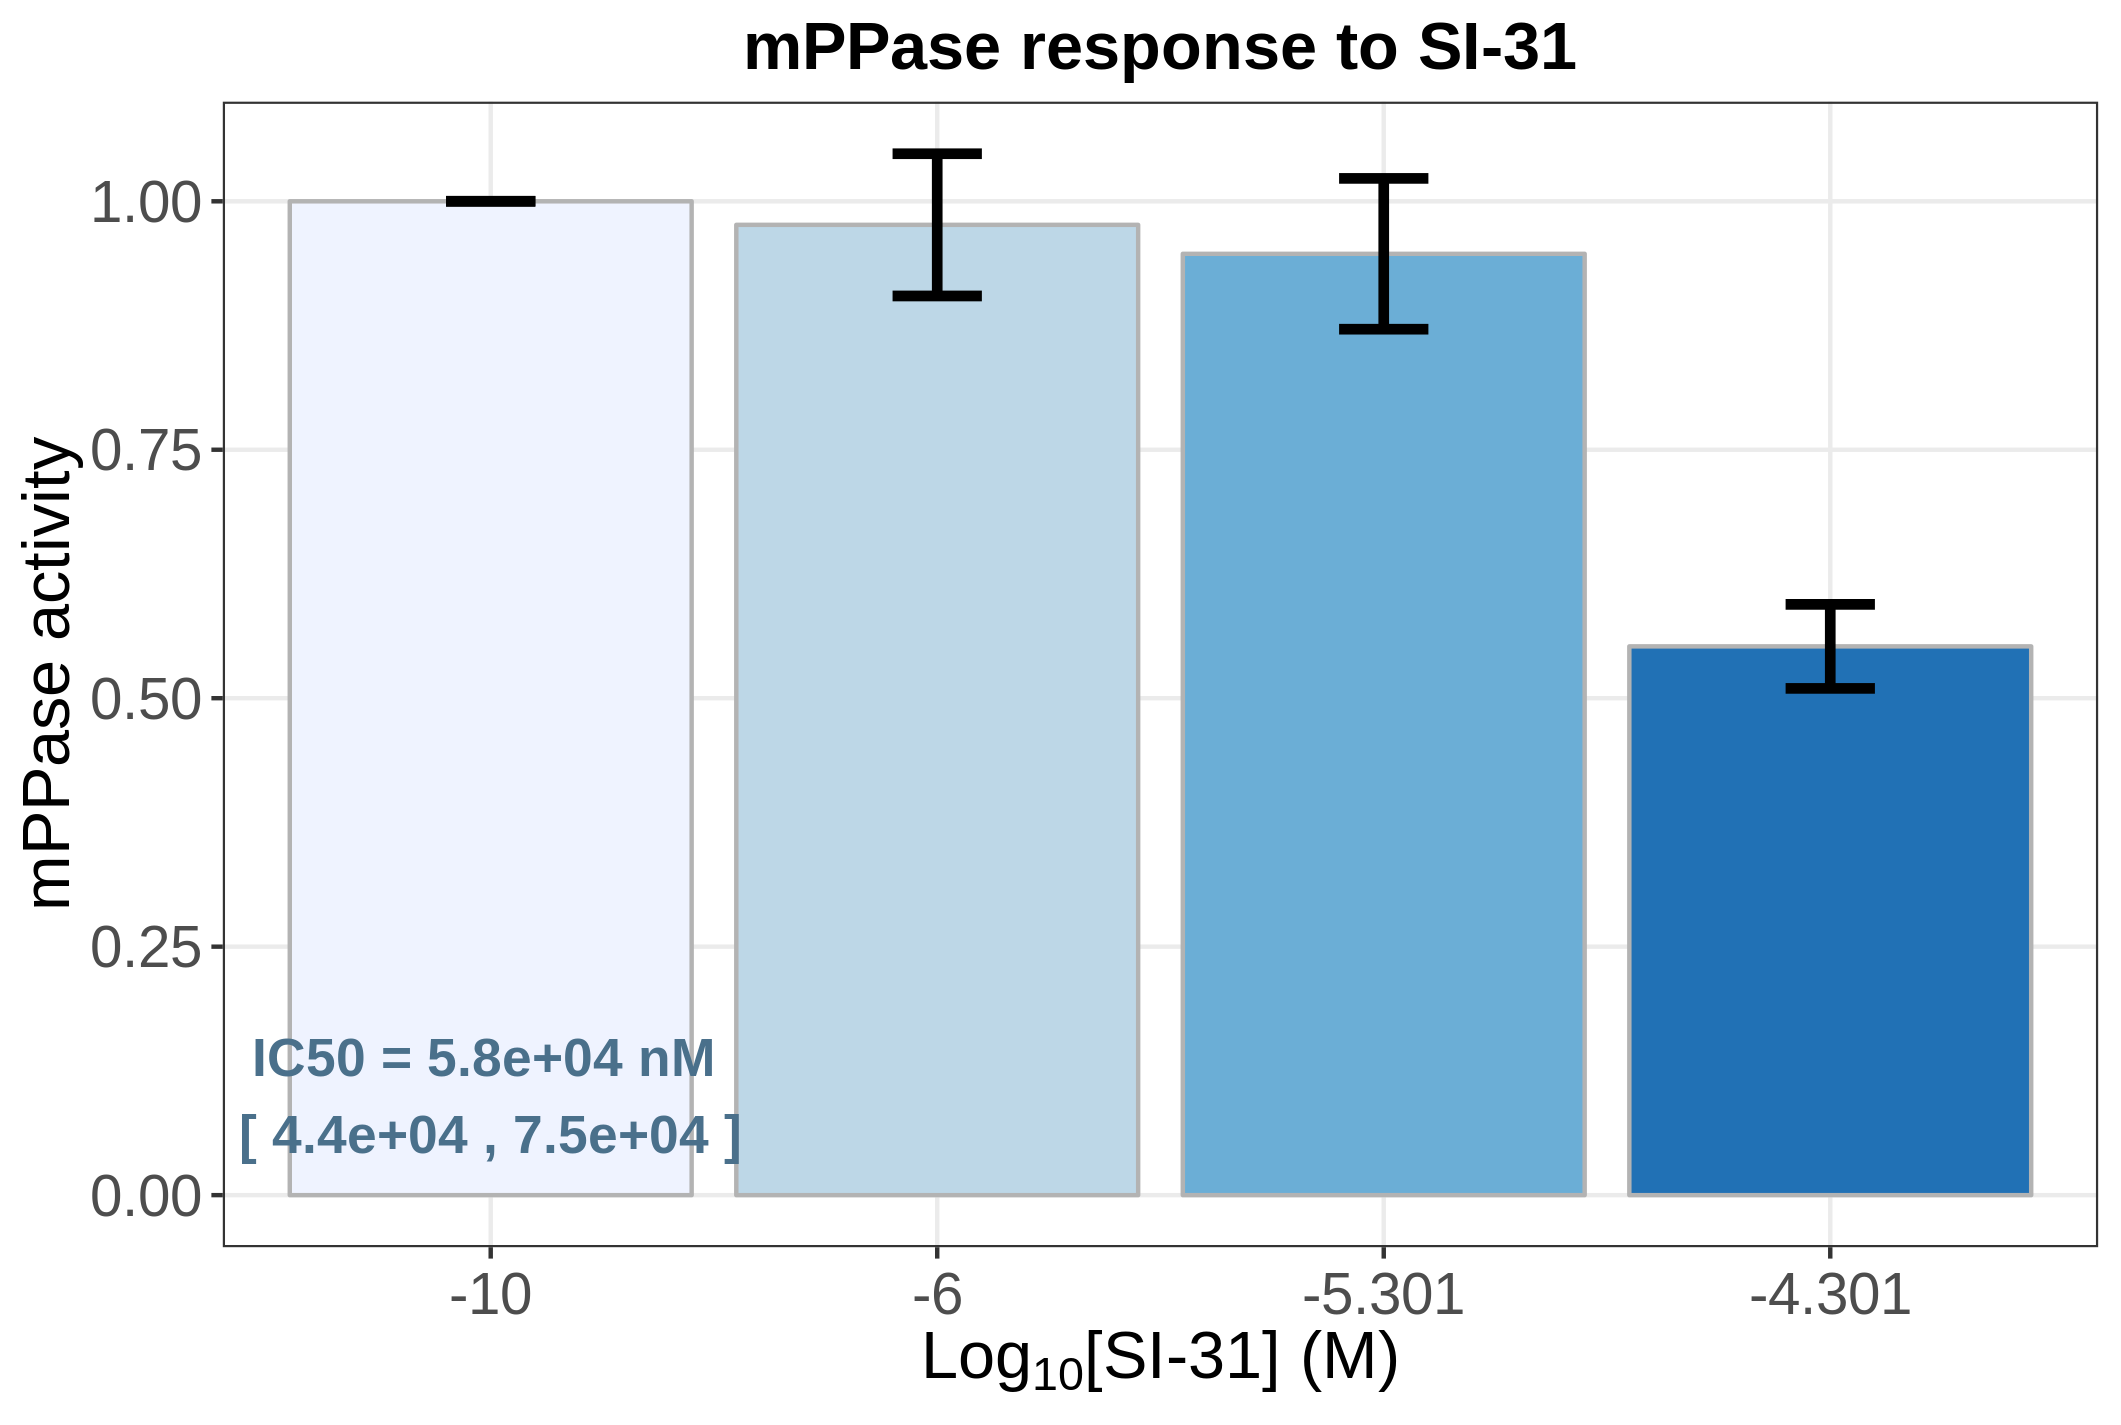 mPPase response to SI-31
mPPase activity
1.00
0.75
0.50
0.25
0.00
IC50 = 5.8e+04 nM
[ 4.4e+04 , 7.5e+04 ]
-10 -6 -5.301 -4.301
Log₁₀[SI-31] (M)